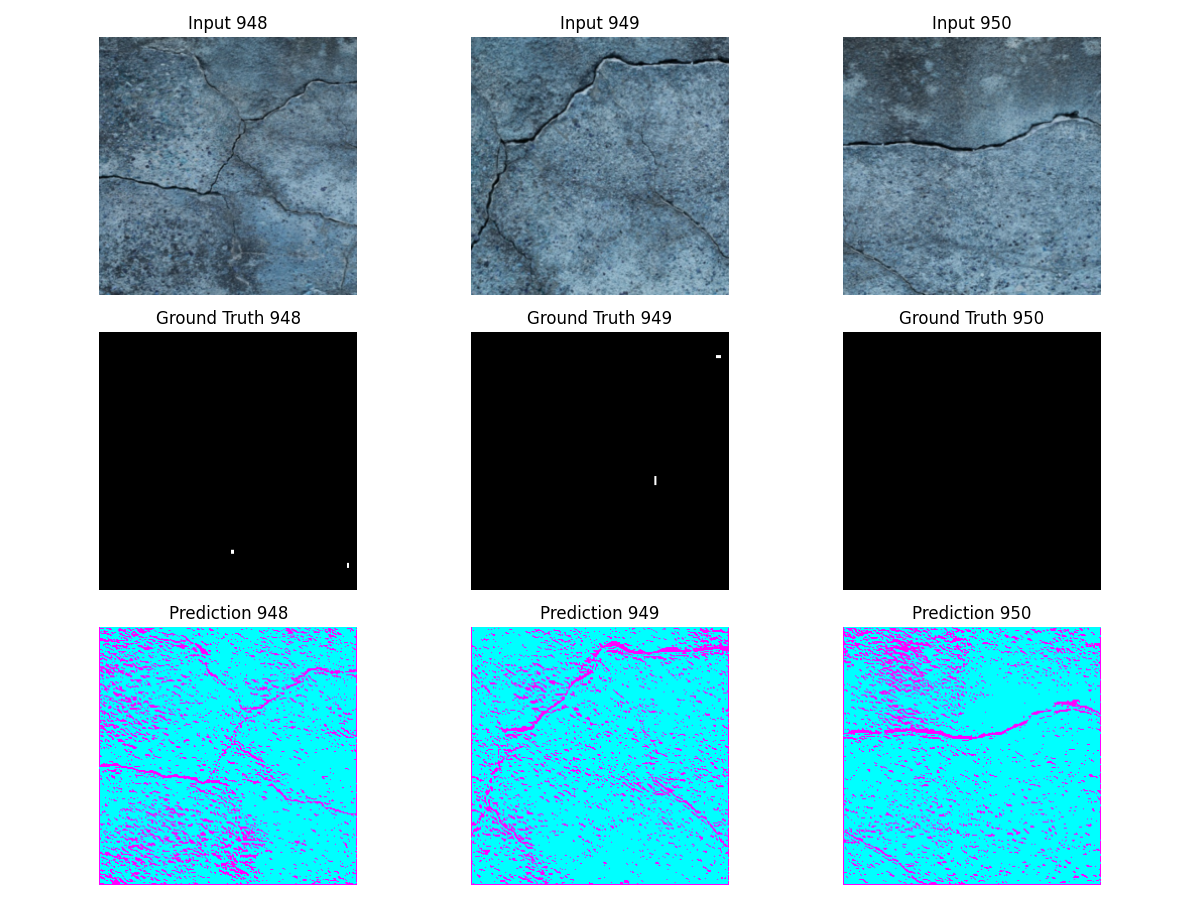 Input 948
Input 949
Input 950
Ground Truth 948
Ground Truth 949
Ground Truth 950
Prediction 948
Prediction 949
Prediction 950